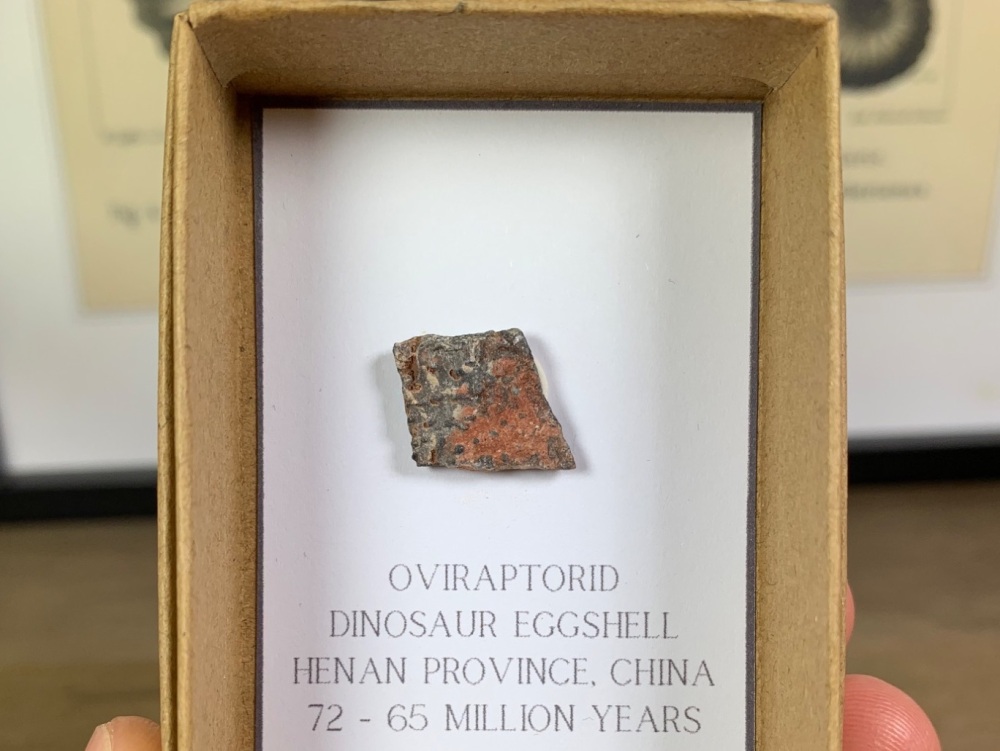 OVIRAPTORID
DINOSAUR EGGSHELL
HENAN PROVINCE, CHINA
72 - 65 MILLION YEARS